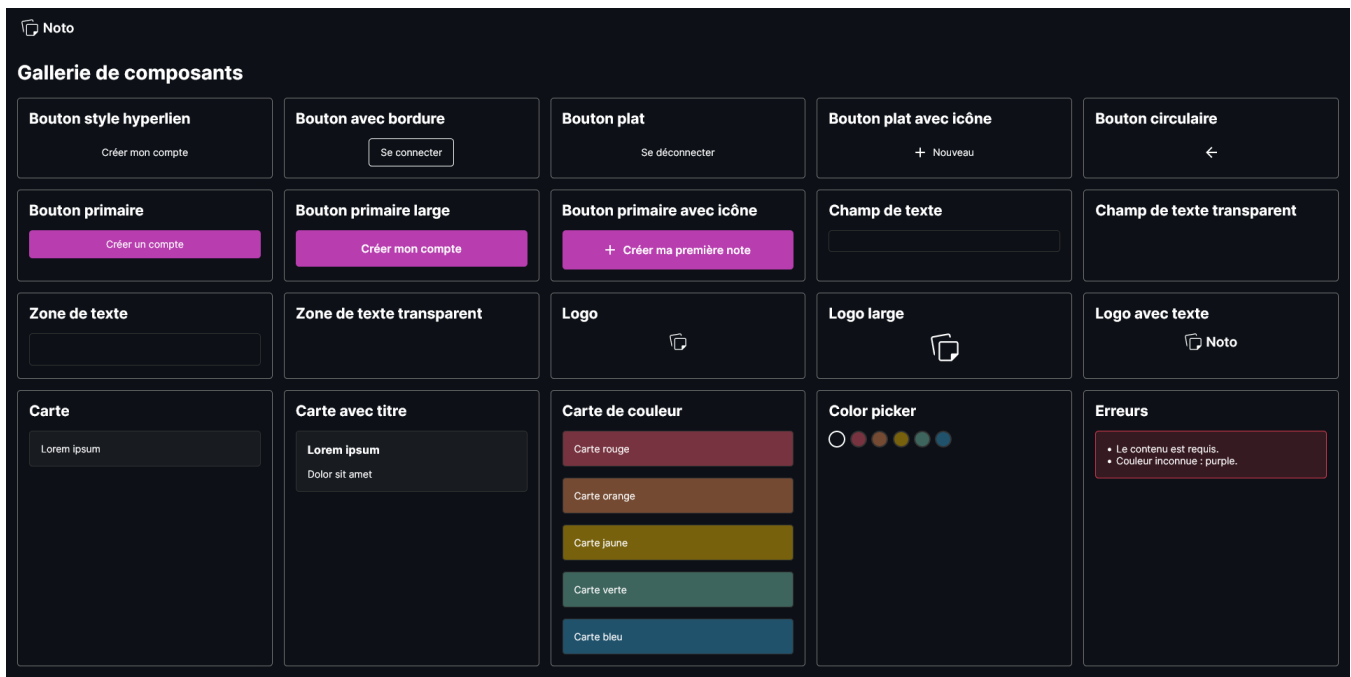 Noto
Gallerie de composants
Bouton style hyperlien
Créer mon compte
Bouton avec bordure
Se connecter
Bouton plat
Se déconnecter
Bouton plat avec icône
+ Nouveau
Bouton circulaire
Bouton primaire
Créer un compte
Bouton primaire large
Créer mon compte
Bouton primaire avec icône
+ Créer ma première note
Champ de texte
Champ de texte transparent
Zone de texte
Zone de texte transparent
Logo
Logo large
Logo avec texte
Noto
Carte
Lorem ipsum
Carte avec titre
Lorem ipsum
Dolor sit amet
Carte de couleur
Carte rouge
Carte orange
Carte jaune
Carte verte
Carte bleu
Color picker
Erreurs
• Le contenu est requis.
• Couleur inconnue : purple.